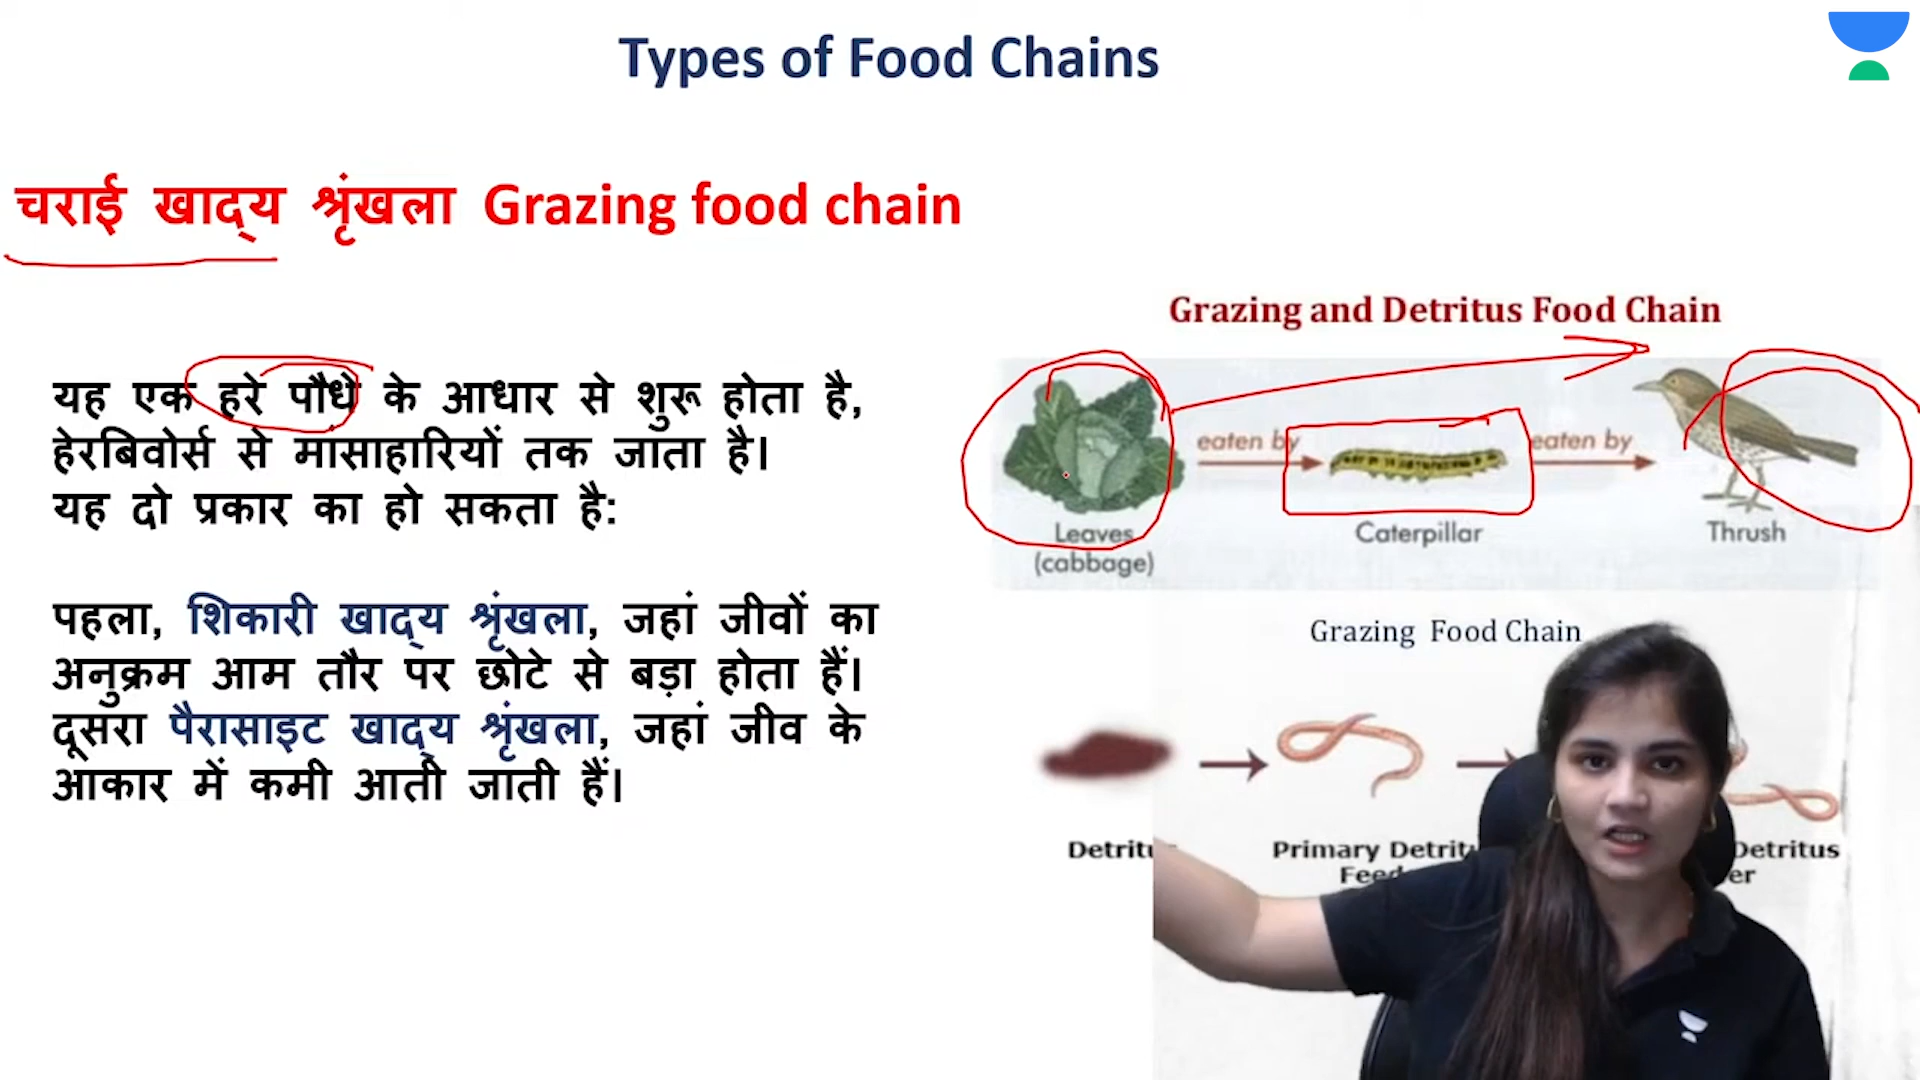 Types of Food Chains
चराई खाद्य श्रृंखला Grazing food chain
यह एक हरे पौधे के आधार से शुरू होता है,
हेरबिवोर्स से मांसाहारियों तक जाता है।
यह दो प्रकार का हो सकता है:
पहला, शिकारी खाद्य श्रृंखला, जहां जीवों का
अनुक्रम आम तौर पर छोटे से बड़ा होता हैं।
दूसरा पैरासाइट खाद्य श्रृंखला, जहां जीव के
आकार में कमी आती जाती हैं।
Grazing and Detritus Food Chain
eaten by
eaten by
Leaves
(cabbage)
Caterpillar
Thrush
Grazing Food Chain
Primary
Detritus